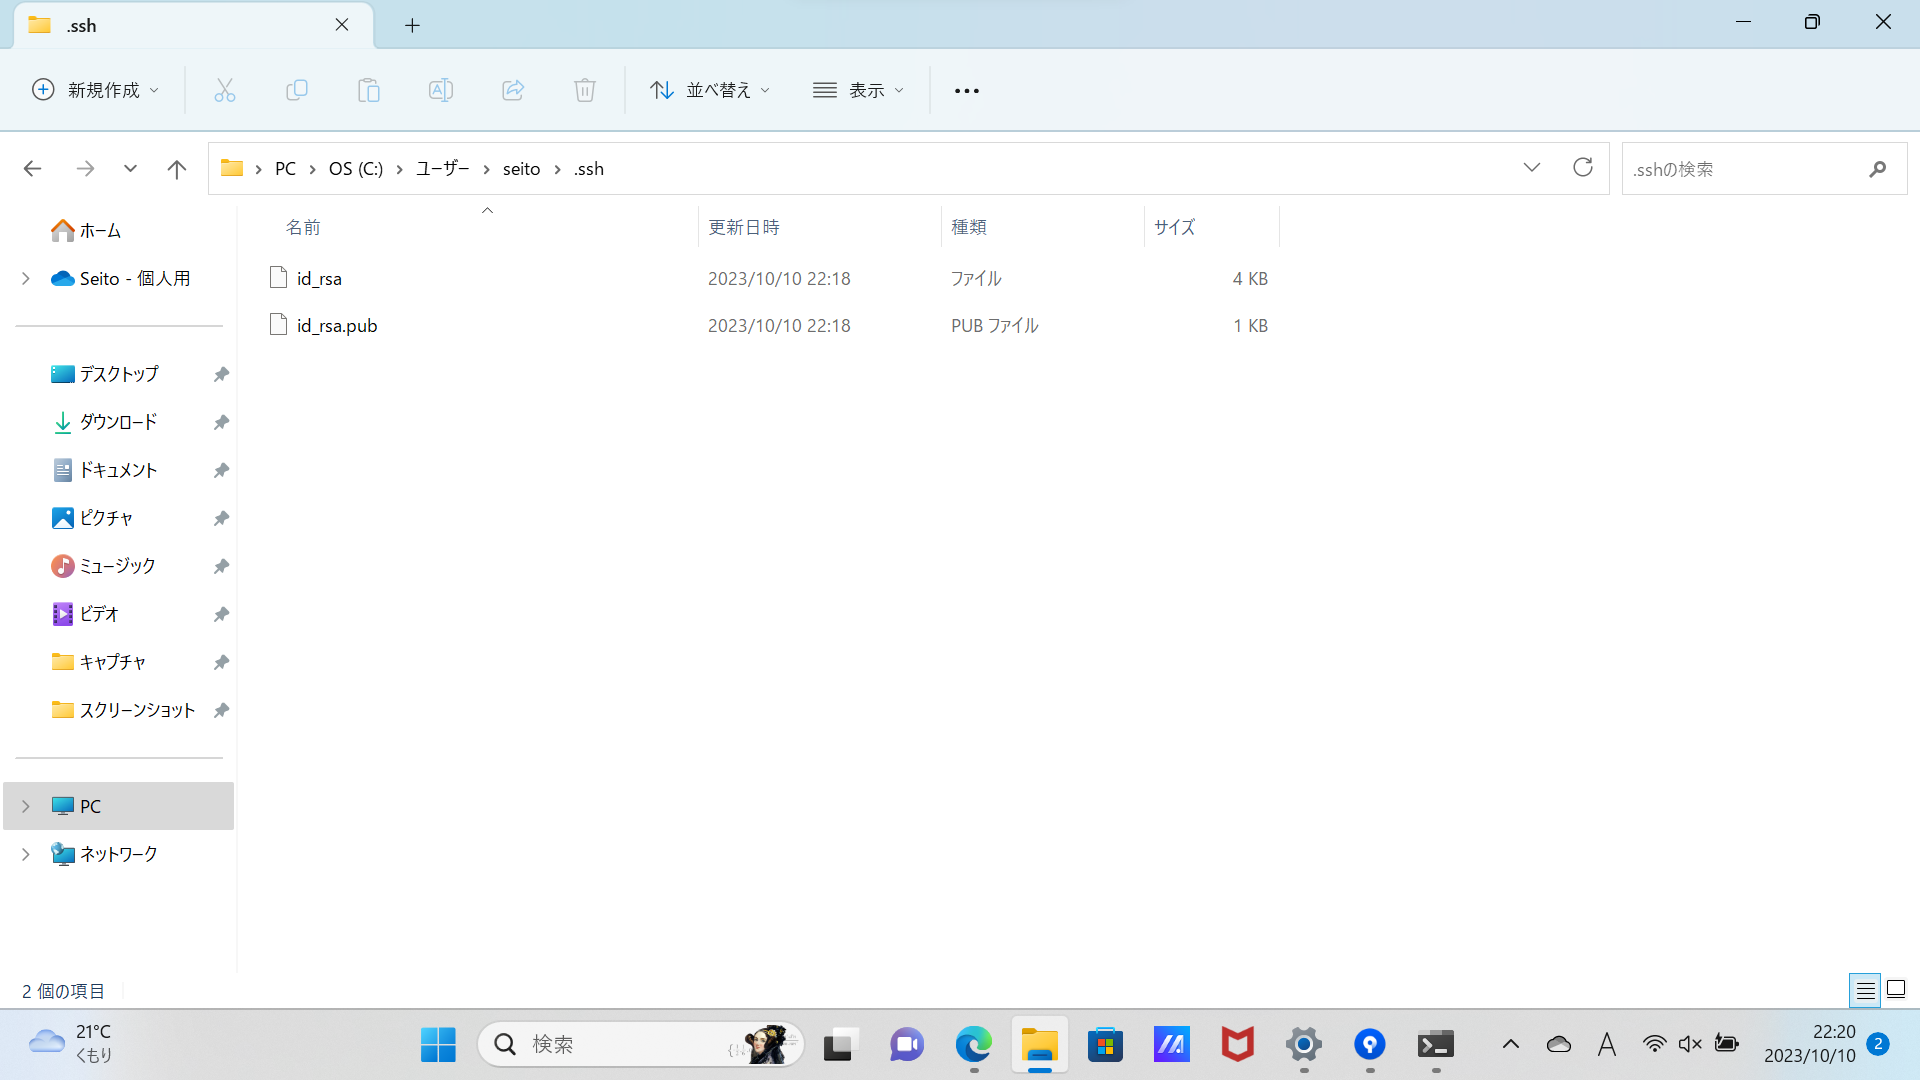 .ssh
新規作成
並べ替え
表示
PC
OS (C:)
ユーザー
seito
.ssh
.sshの検索
ホーム
Seito - 個人用
デスクトップ
ダウンロード
ドキュメント
ピクチャ
ミュージック
ビデオ
キャプチャ
スクリーンショット
PC
ネットワーク
名前 更新日時 種類 サイズ
id_rsa 2023/10/10 22:18 ファイル 4 KB
id_rsa.pub 2023/10/10 22:18 PUB ファイル 1 KB
2 個の項目
21°C
くもり
検索
A
22:20
2023/10/10
2